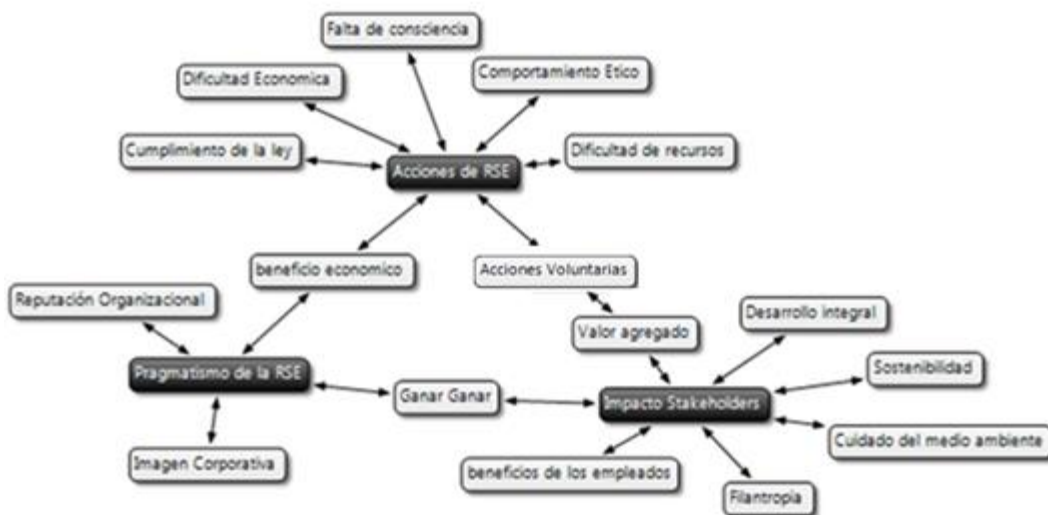 Falta de consciencia
Dificultad Economica
Comportamiento Etico
Cumplimiento de la ley
Dificultad de recursos
Acciones de RSE
beneficio economico
Acciones Voluntarias
Reputación Organizacional
Desarrollo integral
Valor agregado
Pragmatismo de la RSE
Sostenibilidad
Ganar Ganar
Impacto Stakeholders
Cuidado del medio ambiente
Imagen Corporativa
beneficios de los empleados
Filantropia